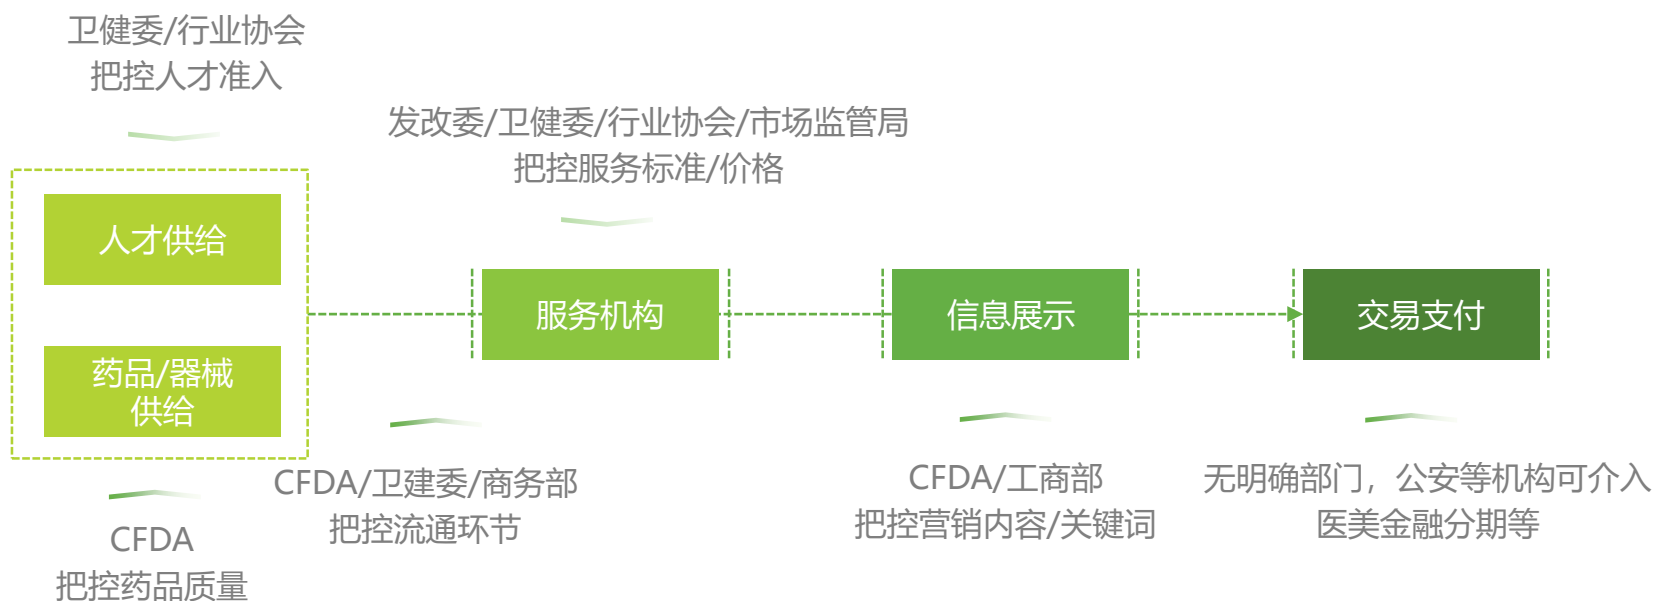 卫健委/行业协会
把控人才准入
发改委/卫健委/行业协会/市场监管局
把控服务标准/价格
人才供给
药品/器械
供给
服务机构
信息展示
交易支付
CFDA
把控药品质量
CFDA/卫建委/商务部
把控流通环节
CFDA/工商部
把控营销内容/关键词
无明确部门，公安等机构可介入
医美金融分期等